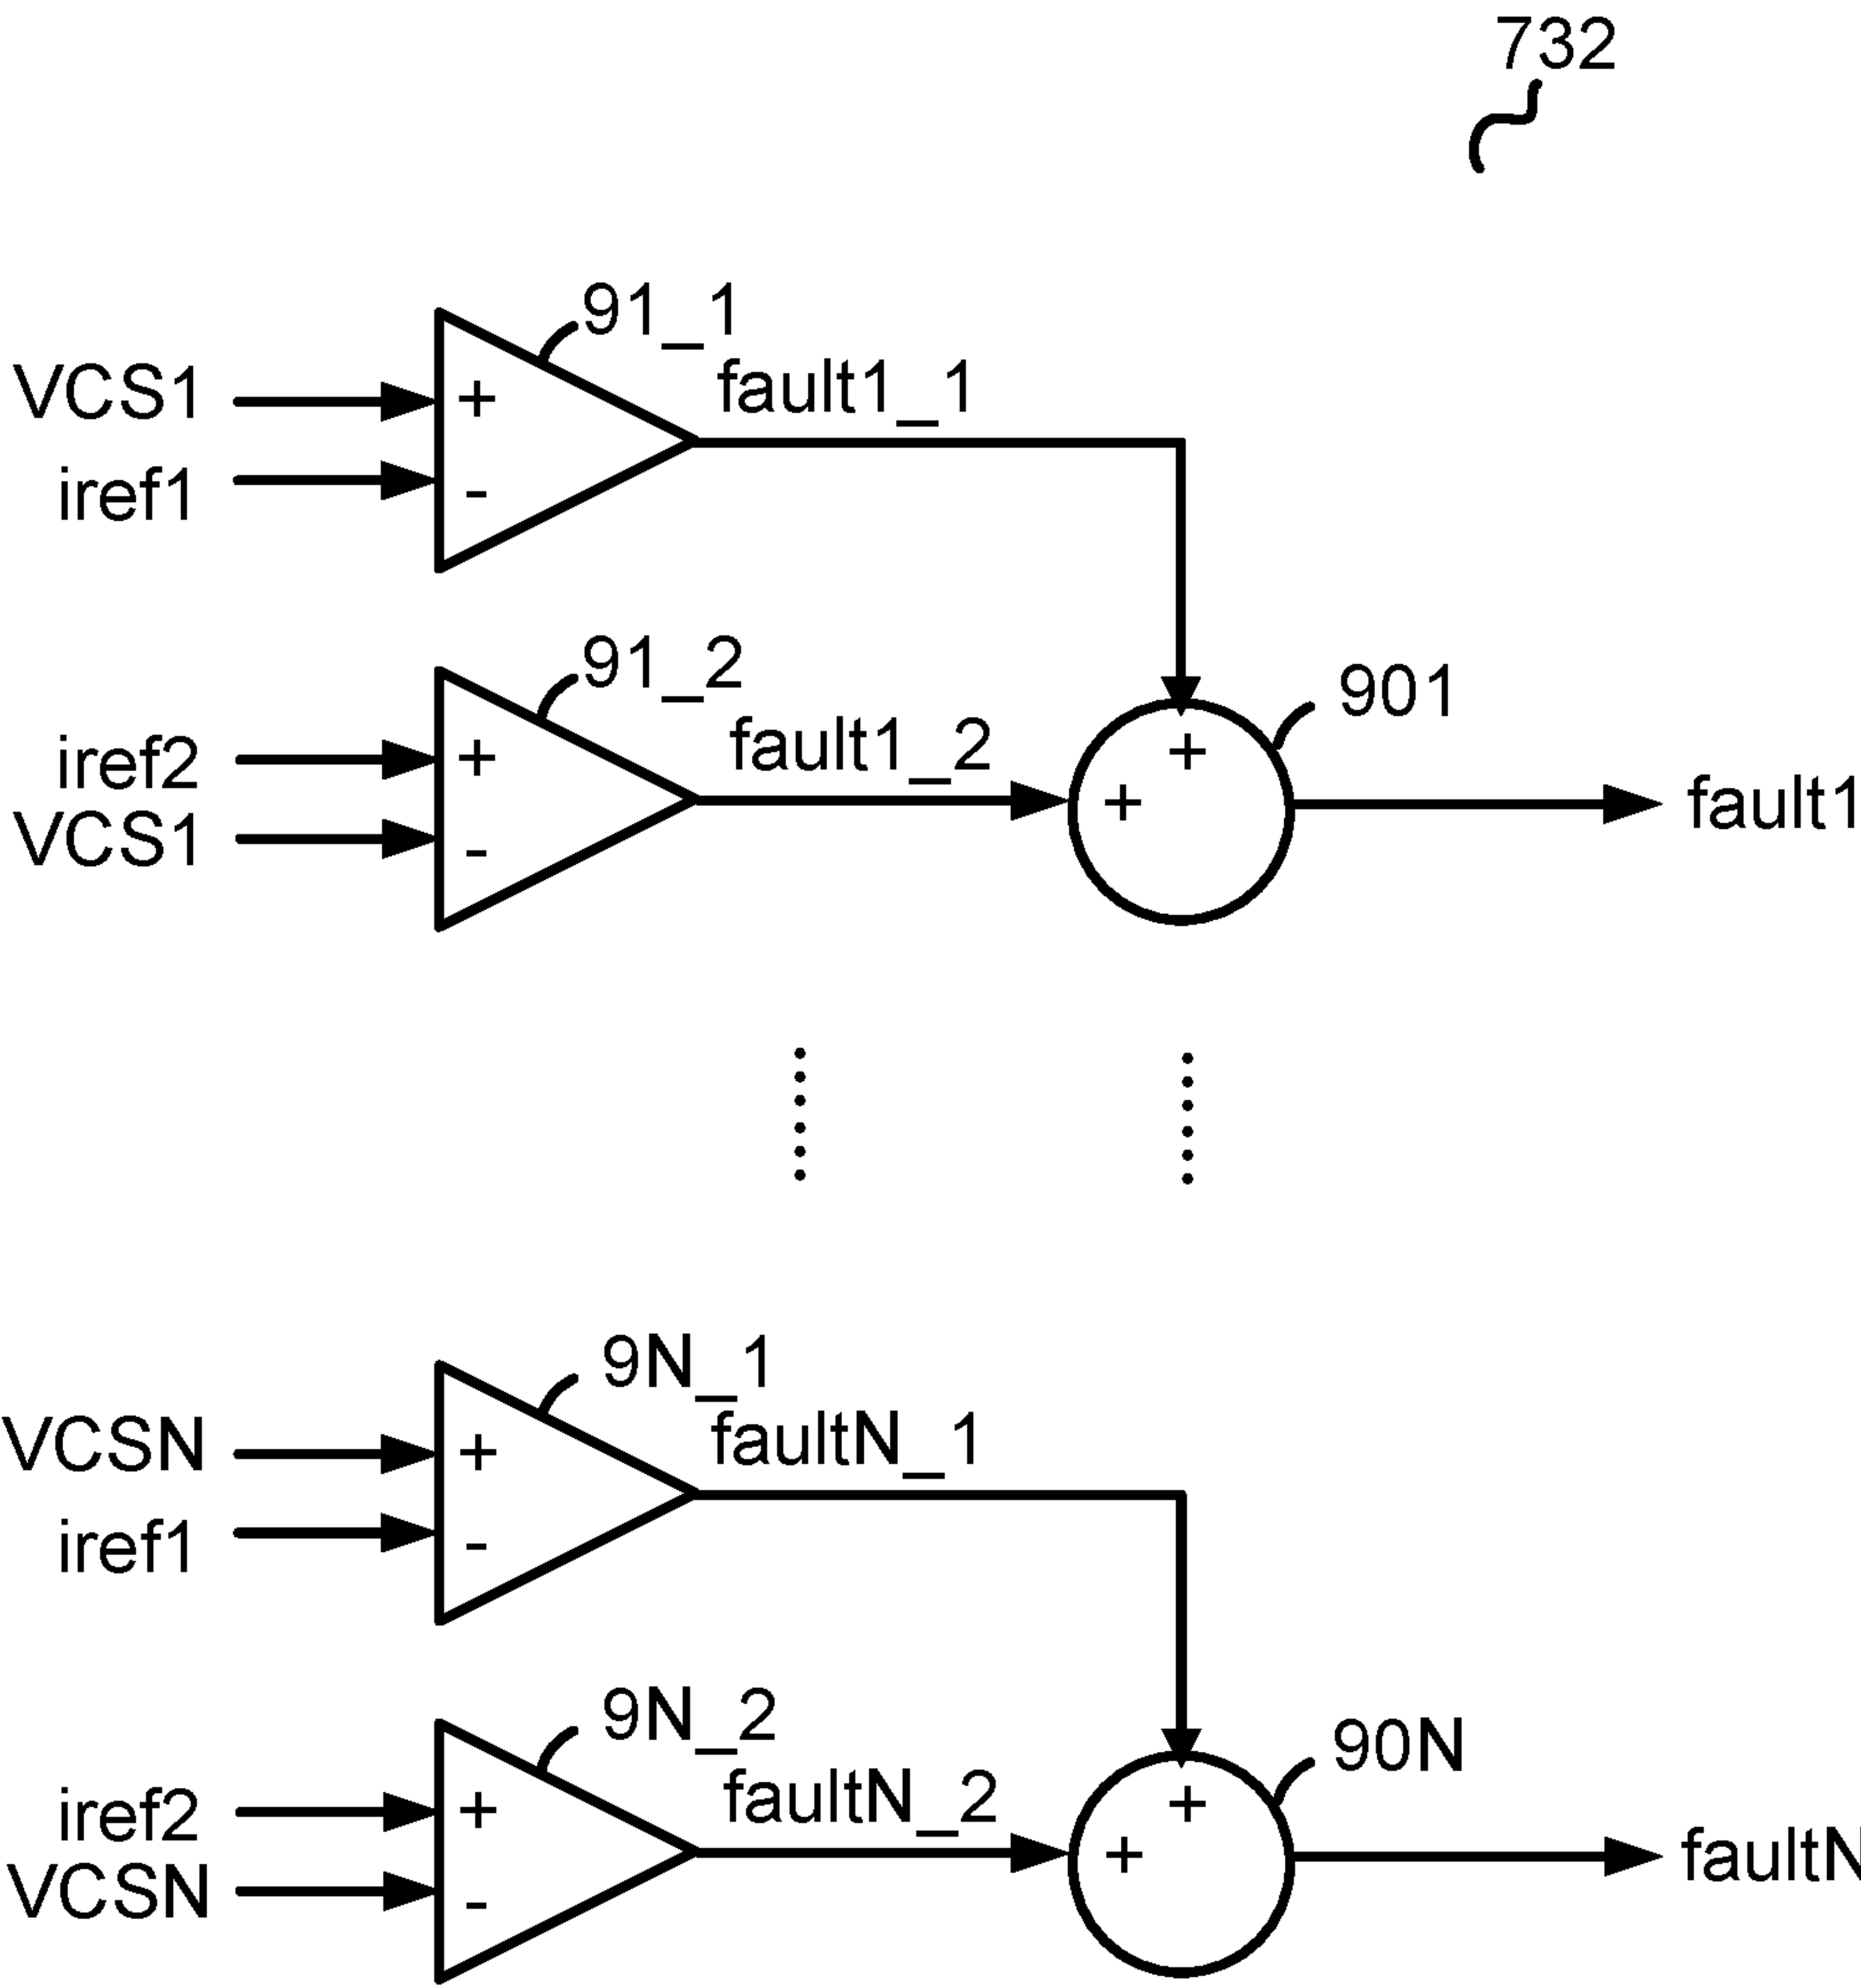 732
91_1
VCS1
fault1_1
+
iref1
-
91_2
901
iref2
fault1_2
+
+
+
fault1
VCS1
-
9N_1
VCSN
faultN_1
+
iref1
-
9N_2
90N
iref2
faultN_2
+
+
+
faultN
VCSN
-